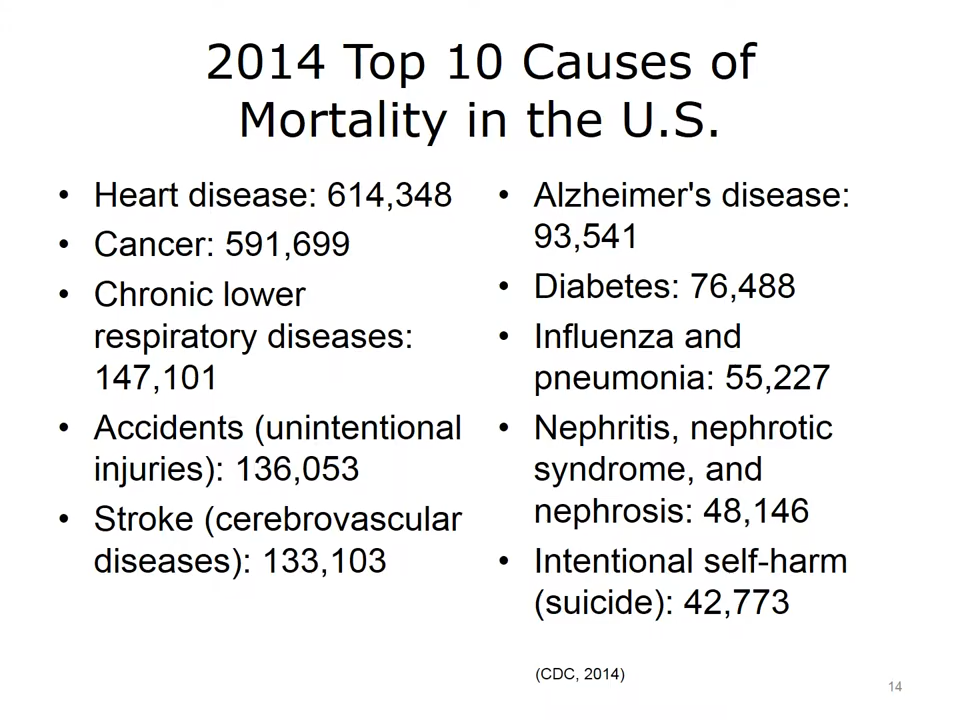 2014 Top 10 Causes of
Mortality in the U.S.
• Heart disease: 614,348
• Cancer: 591,699
• Chronic lower
respiratory diseases:
147,101
• Accidents (unintentional
injuries): 136,053
• Stroke (cerebrovascular
diseases): 133,103
• Alzheimer's disease:
93,541
• Diabetes: 76,488
• Influenza and
pneumonia: 55,227
• Nephritis, nephrotic
syndrome, and
nephrosis: 48,146
• Intentional self-harm
(suicide): 42,773
(CDC, 2014)
14